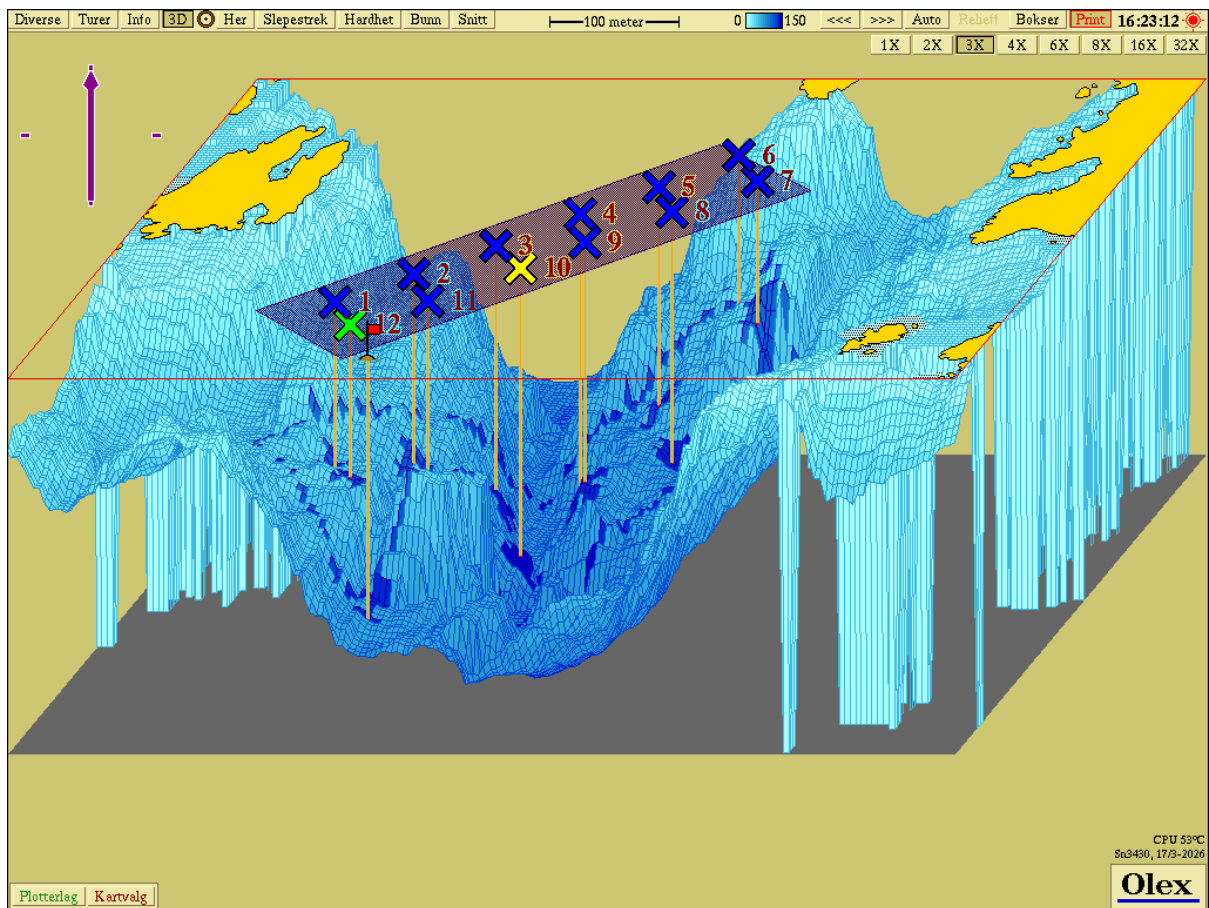 Diverse Turer Info 3D Her Slepestrek Hardhet Bunn Snitt 100 meter 0 150 <<< >>> Auto Relieff Bokser Print 16:23:12
1X 2X 3X 4X 6X 8X 16X 32X
6
7
5
8
4
9
3
10
2
11
1
12
CPU 53°C
Sn3430, 17/3-2026
Olex
Plotterlag Kartvalg